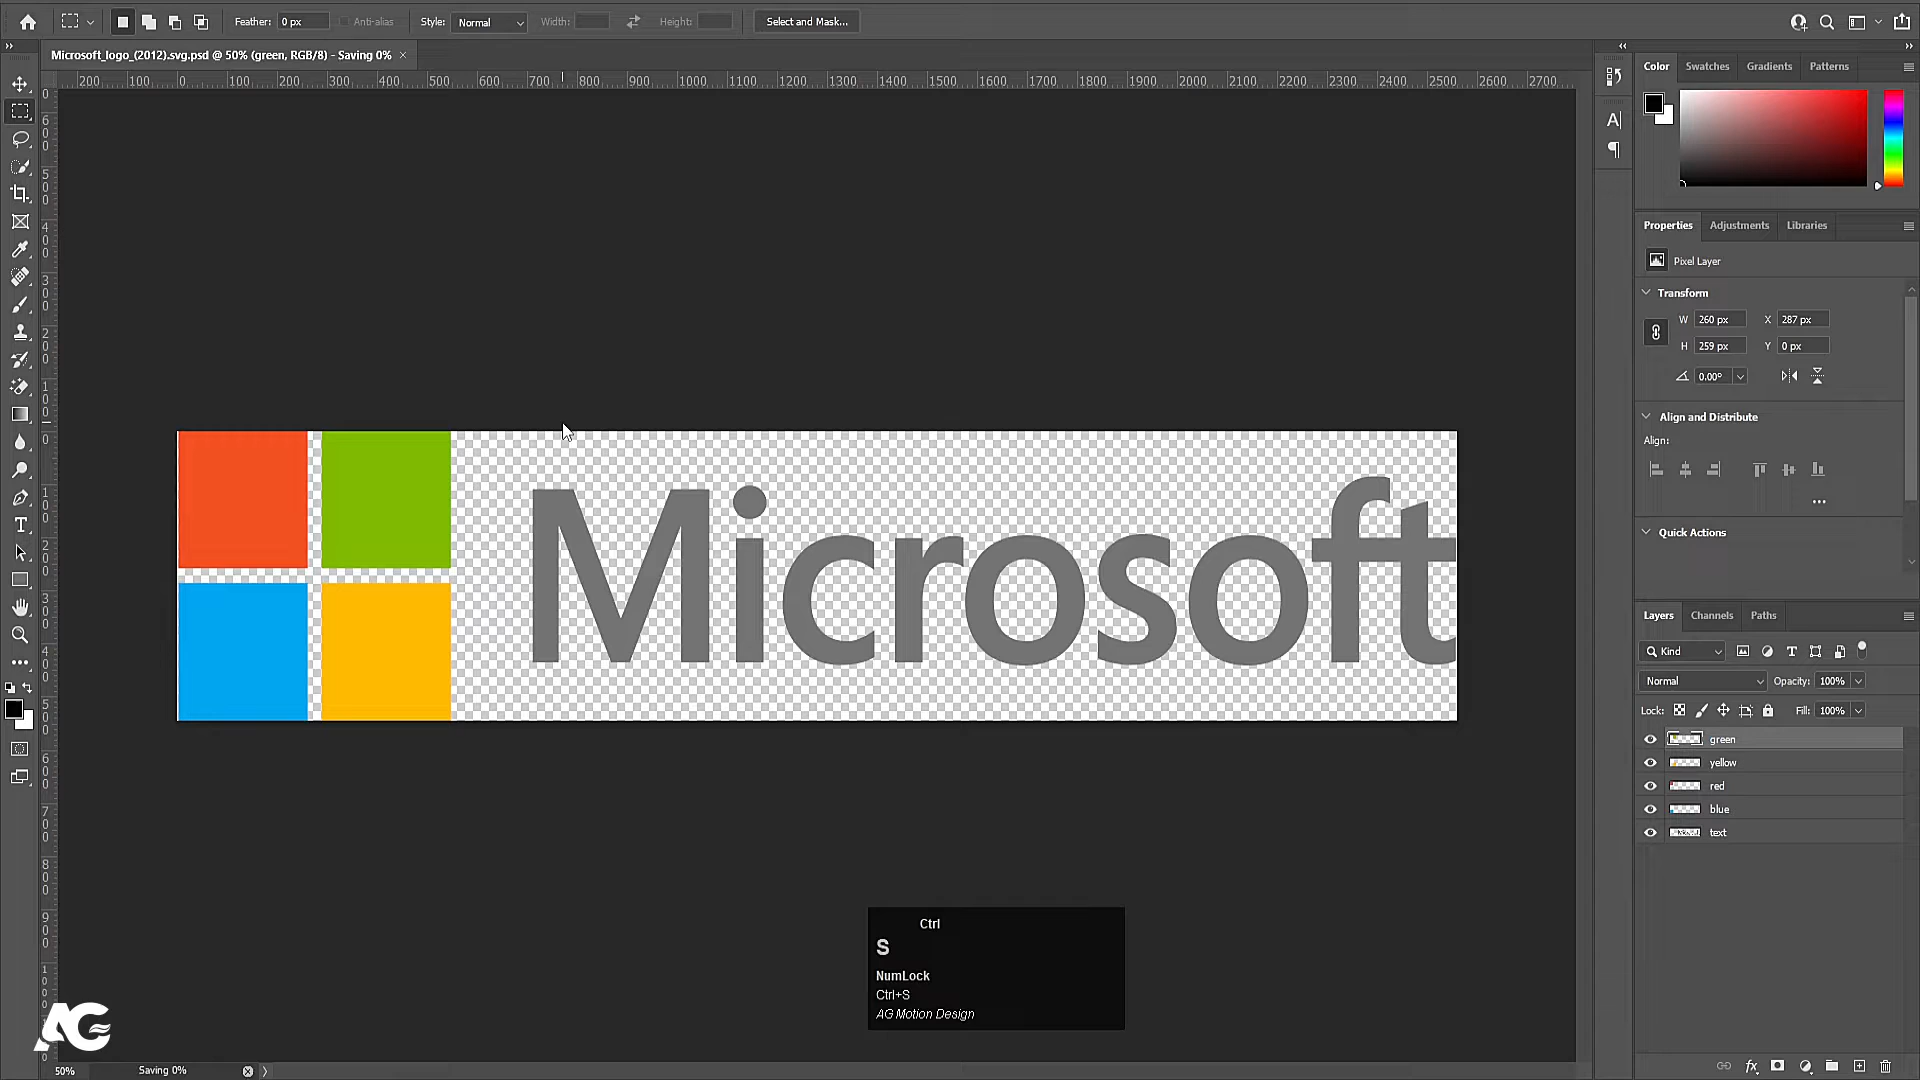 Feather: 0 px Anti-alias Style: Normal Width: Height: Select and Mask...
Microsoft_logo_(2012).svg.psd @ 50% (green, RGB/8) - Saving 0%
200 100 0 100 200 300 400 500 600 700 800 900 1000 1100 1200 1300 1400 1500 1600 1700 1800 1900 2000 2100 2200 2300 2400 2500 2600 2700
Color Swatches Gradients Patterns
Properties Adjustments Libraries
Pixel Layer
Transform
W 260 px X 287 px
H 259 px Y 0 px
0.00°
Align and Distribute
Align:
Quick Actions
Microsoft
Layers Channels Paths
Kind
Normal Opacity: 100%
Lock: Fill: 100%
green
yellow
red
blue
text
Ctrl
S
NumLock
Ctrl+S
AG Motion Design
AG
50% Saving 0%